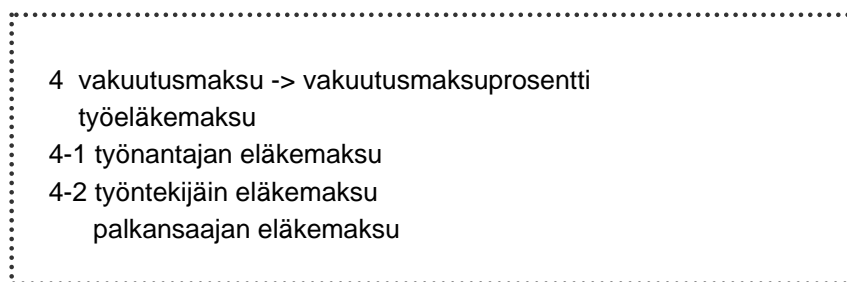 4 vakuutusmaksu -> vakuutusmaksuprosentti
työeläkemaksu
4-1 työnantajan eläkemaksu
4-2 työntekijäin eläkemaksu
palkansaajan eläkemaksu